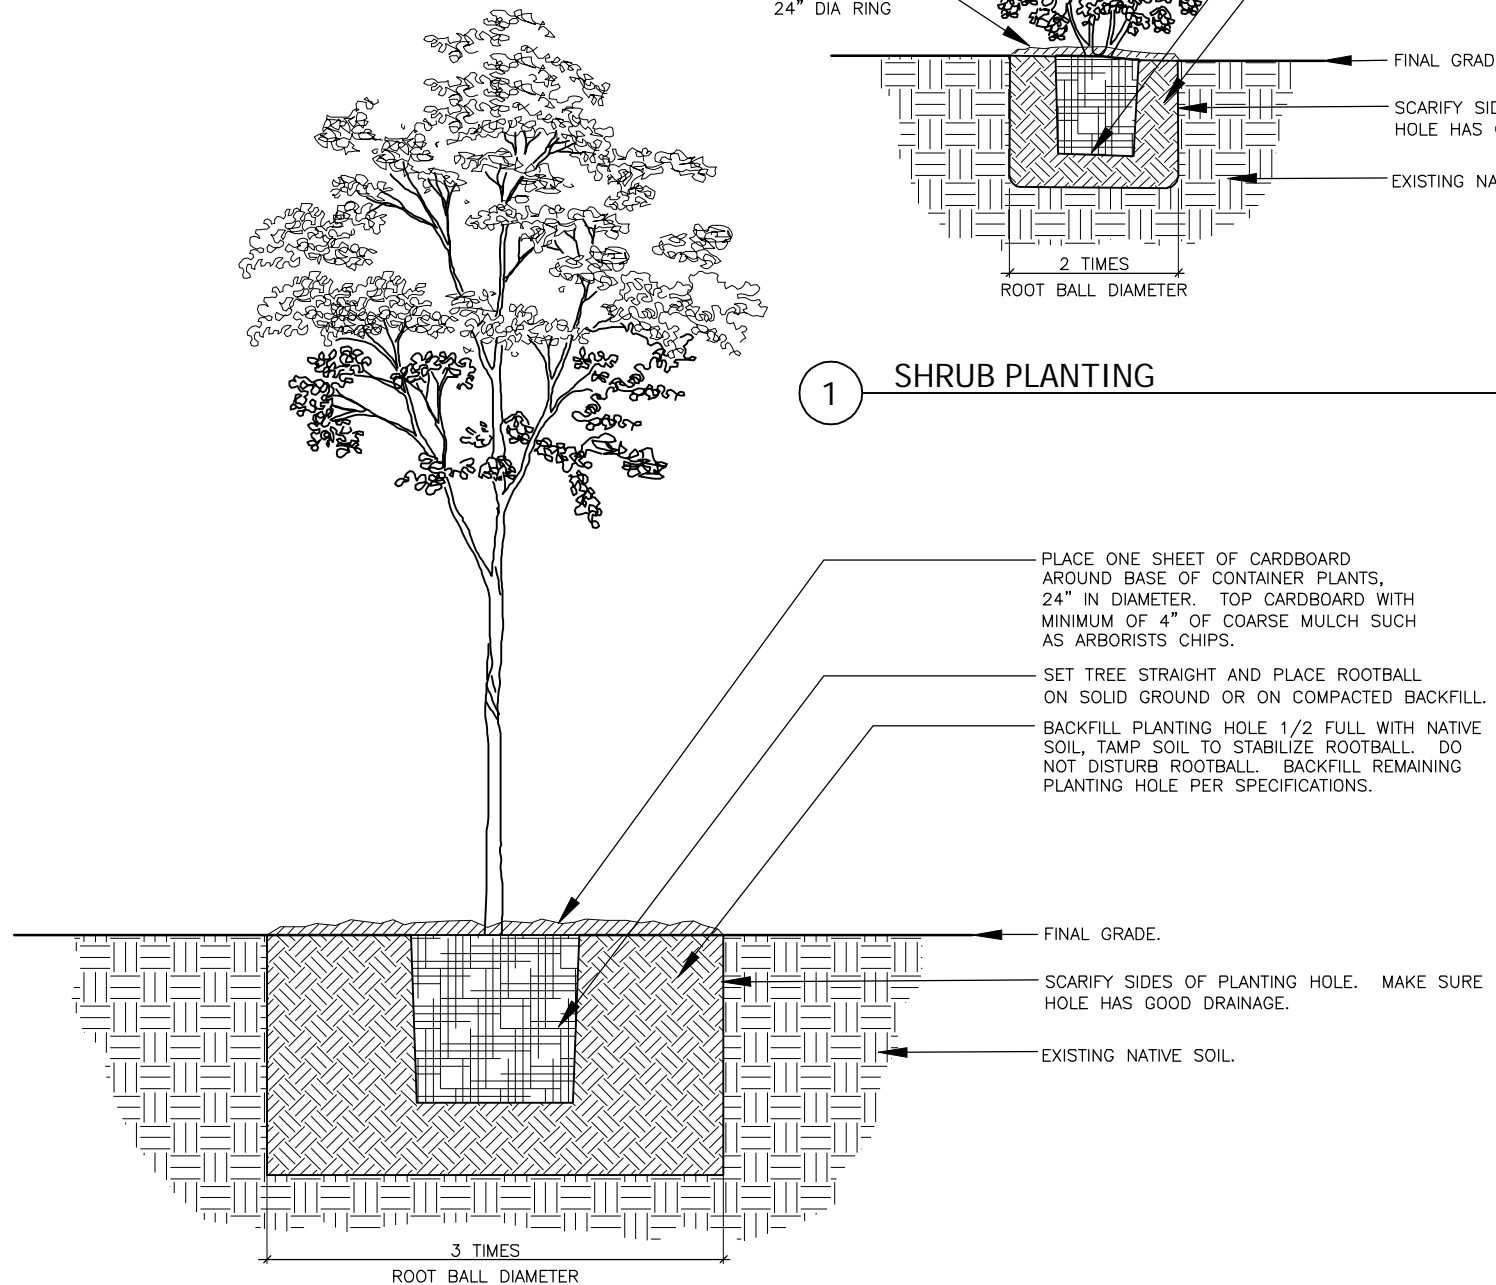 24” DIA RING
FINAL GRAD
SCARIFY SID
HOLE HAS
EXISTING NA
2 TIMES
ROOT BALL DIAMETER
1
SHRUB PLANTING
PLACE ONE SHEET OF CARDBOARD
AROUND BASE OF CONTAINER PLANTS,
24” IN DIAMETER. TOP CARDBOARD WITH
MINIMUM OF 4” OF COARSE MULCH SUCH
AS ARBORISTS CHIPS.
SET TREE STRAIGHT AND PLACE ROOTBALL
ON SOLID GROUND OR ON COMPACTED BACKFILL.
BACKFILL PLANTING HOLE 1/2 FULL WITH NATIVE
SOIL, TAMP SOIL TO STABILIZE ROOTBALL. DO
NOT DISTURB ROOTBALL. BACKFILL REMAINING
PLANTING HOLE PER SPECIFICATIONS.
FINAL GRADE.
SCARIFY SIDES OF PLANTING HOLE. MAKE SURE
HOLE HAS GOOD DRAINAGE.
EXISTING NATIVE SOIL.
3 TIMES
ROOT BALL DIAMETER